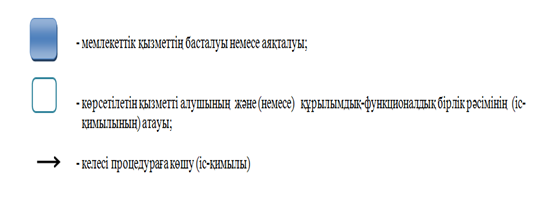 - мемлекеттік қызметтің басталуы немесе аяқталуы;
- көрсетілетін қызметті алушының және (немесе) құрылымдық-функционалдық бірлік рәсімінің (іс-
қимылының) атауы;
- келесі процедураға көшу (іс-қимылы)